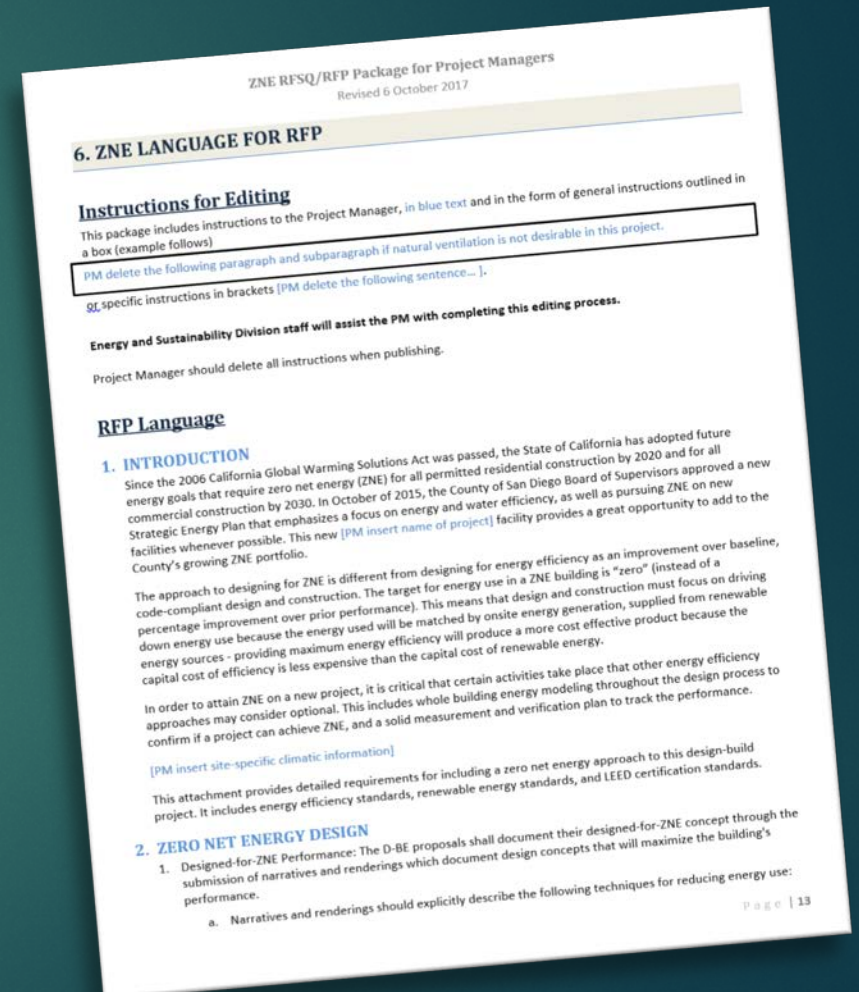 ZNE RFSQ/RFP Package for Project Managers
Revised 6 October 2017
6. ZNE LANGUAGE FOR RFP
Instructions for Editing
This package includes instructions to the Project Manager, in blue text and in the form of general instructions outlined in
a box (example follows)
PM delete the following paragraph and subparagraph if natural ventilation is not desirable in this project.
or specific instructions in brackets [PM delete the following sentence... ].
Energy and Sustainability Division staff will assist the PM with completing this editing process.
Project Manager should delete all instructions when publishing.
RFP Language
1. INTRODUCTION
Since the 2006 California Global Warming Solutions Act was passed, the State of California has adopted future
energy goals that require zero net energy (ZNE) for all permitted residential construction by 2020 and for all
commercial construction by 2030. In October of 2015, the County of San Diego Board of Supervisors approved a new
Strategic Energy Plan that emphasizes a focus on energy and water efficiency, as well as pursuing ZNE on new
facilities whenever possible. This new [PM insert name of project] facility provides a great opportunity to add to the
County's growing ZNE portfolio.
The approach to designing for ZNE is different from designing for energy efficiency as an improvement over baseline,
code-compliant design and construction. The target for energy use in a ZNE building is "zero" (instead of a
percentage improvement over prior performance). This means that design and construction must focus on driving
down energy use because the energy used will be matched by onsite energy generation, supplied from renewable
energy sources - providing maximum energy efficiency will produce a more cost effective product because the
capital cost of efficiency is less expensive than the capital cost of renewable energy.
In order to attain ZNE on a new project, it is critical that certain activities take place that other energy efficiency
approaches may consider optional. This includes whole building energy modeling throughout the design process to
confirm if a project can achieve ZNE, and a solid measurement and verification plan to track the performance.
[PM insert site-specific climatic information]
This attachment provides detailed requirements for including a zero net energy approach to this design-build
project. It includes energy efficiency standards, renewable energy standards, and LEED certification standards.
2. ZERO NET ENERGY DESIGN
1. Designed-for-ZNE Performance: The D-BE proposals shall document their designed-for-ZNE concept through the
submission of narratives and renderings which document design concepts that will maximize the building's
performance.
a. Narratives and renderings should explicitly describe the following techniques for reducing energy use:
Page | 13